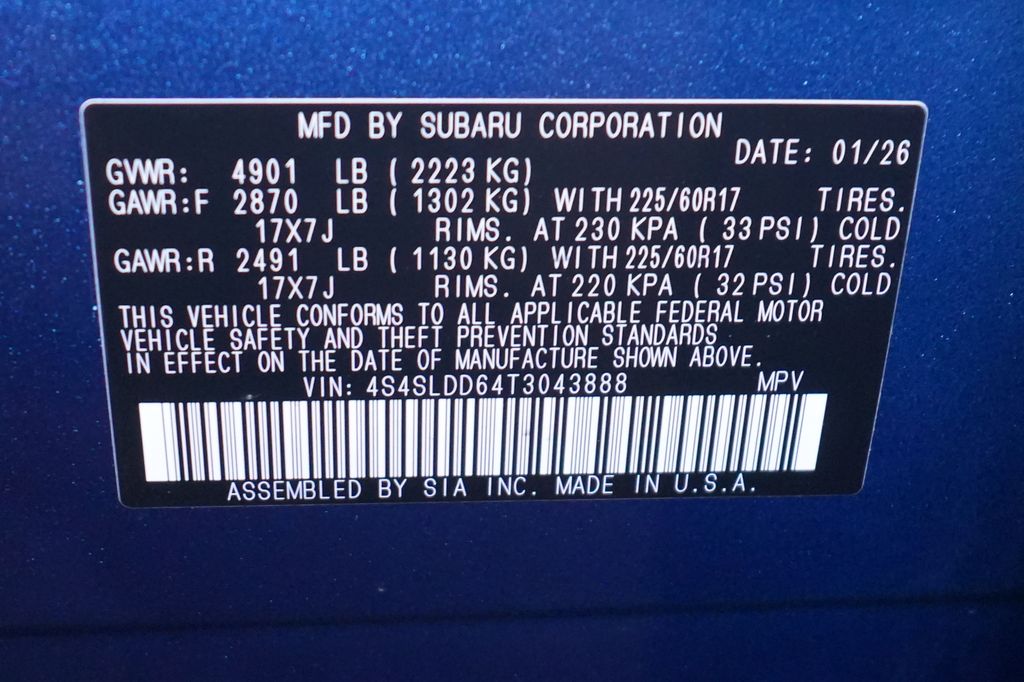 MFD BY SUBARU CORPORATION
DATE: 01/26
GVWR: 4901 LB ( 2223 KG)
GAWR:F 2870 LB ( 1302 KG) WITH 225/60R17 TIRES.
17X7J RIMS. AT 230 KPA ( 33 PSI) COLD
GAWR:R 2491 LB ( 1130 KG) WITH 225/60R17 TIRES.
17X7J RIMS. AT 220 KPA ( 32 PSI) COLD
THIS VEHICLE CONFORMS TO ALL APPLICABLE FEDERAL MOTOR
VEHICLE SAFETY AND THEFT PREVENTION STANDARDS
IN EFFECT ON THE DATE OF MANUFACTURE SHOWN ABOVE.
VIN: 4S4SLDD64T3043888 MPV
ASSEMBLED BY SIA INC. MADE IN U.S.A.